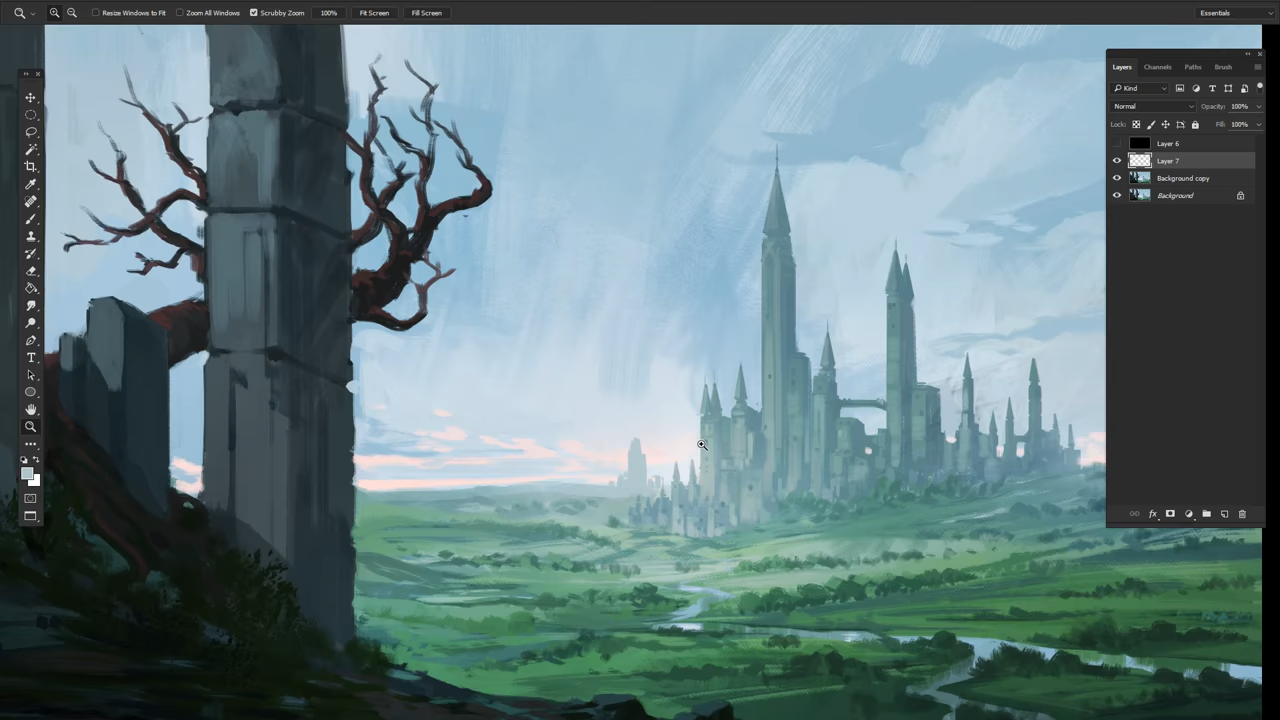 Resize Windows to Fit Zoom All Windows Scrubby Zoom 100% Fit Screen Fill Screen Essentials
Layers Channels Paths Brush
Kind
Normal Opacity: 100%
Lock: Fill: 100%
Layer 6
Layer 7
Background copy
Background
fx